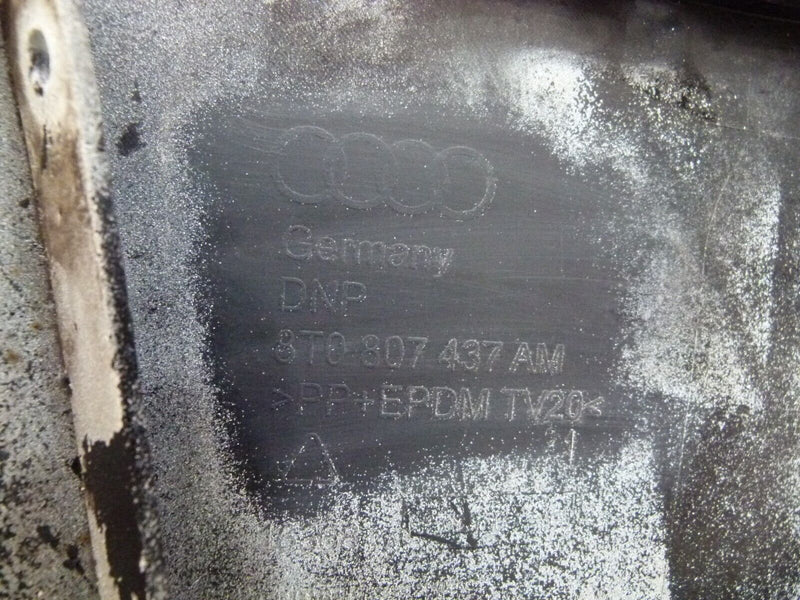 Germany
DNP
8T0 807 437 AM
>PP+EPDM TV20<